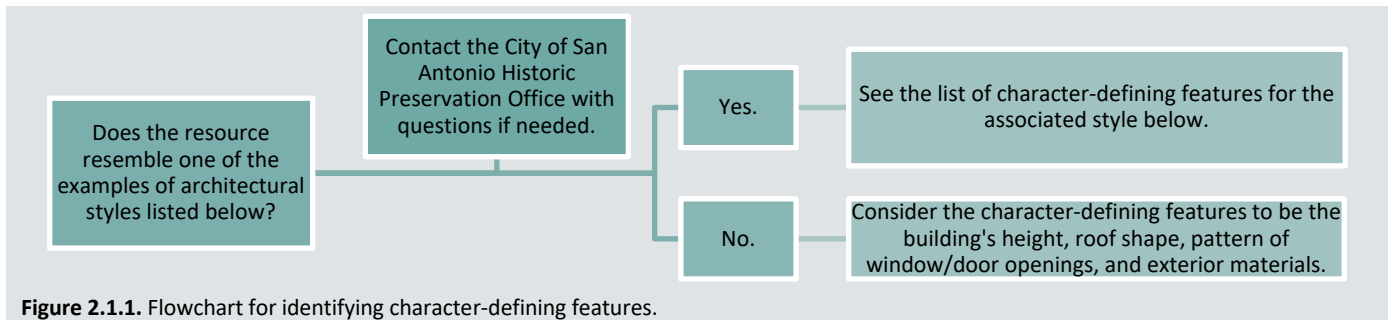 Does the resource
resemble one of the
examples of architectural
styles listed below?
Contact the City of San
Antonio Historic
Preservation Office with
questions if needed.
Yes.
See the list of character-defining features for the
associated style below.
No.
Consider the character-defining features to be the
building's height, roof shape, pattern of
window/door openings, and exterior materials.
Figure 2.1.1. Flowchart for identifying character-defining features.